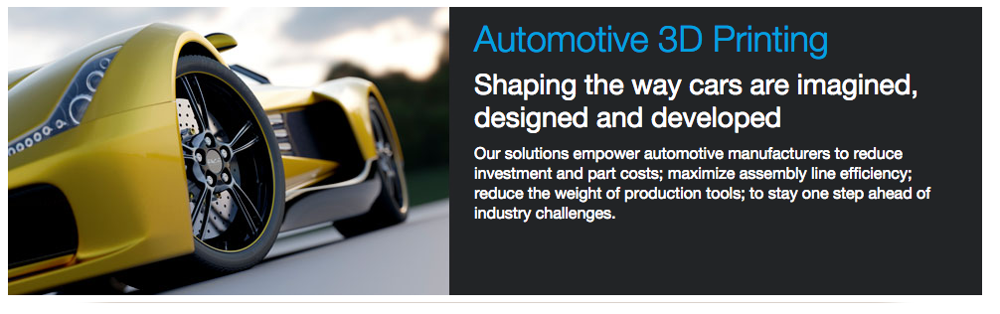 Automotive 3D Printing
Shaping the way cars are imagined,
designed and developed
Our solutions empower automotive manufacturers to reduce
investment and part costs; maximize assembly line efficiency;
reduce the weight of production tools; to stay one step ahead of
industry challenges.